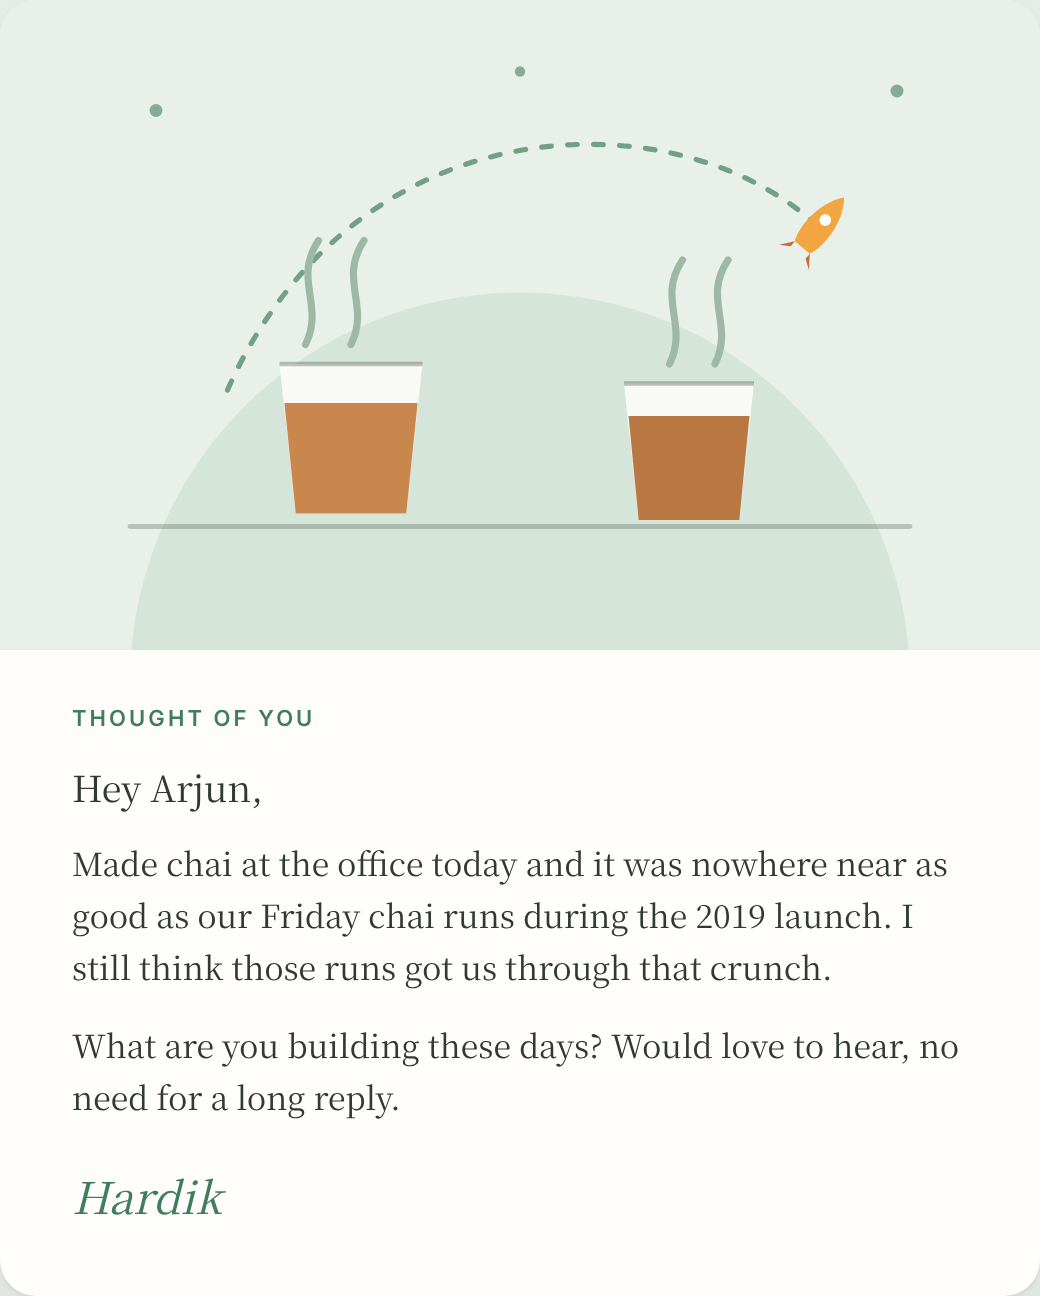 THOUGHT OF YOU
Hey Arjun,
Made chai at the office today and it was nowhere near as
good as our Friday chai runs during the 2019 launch. I
still think those runs got us through that crunch.
What are you building these days? Would love to hear, no
need for a long reply.
Hardik